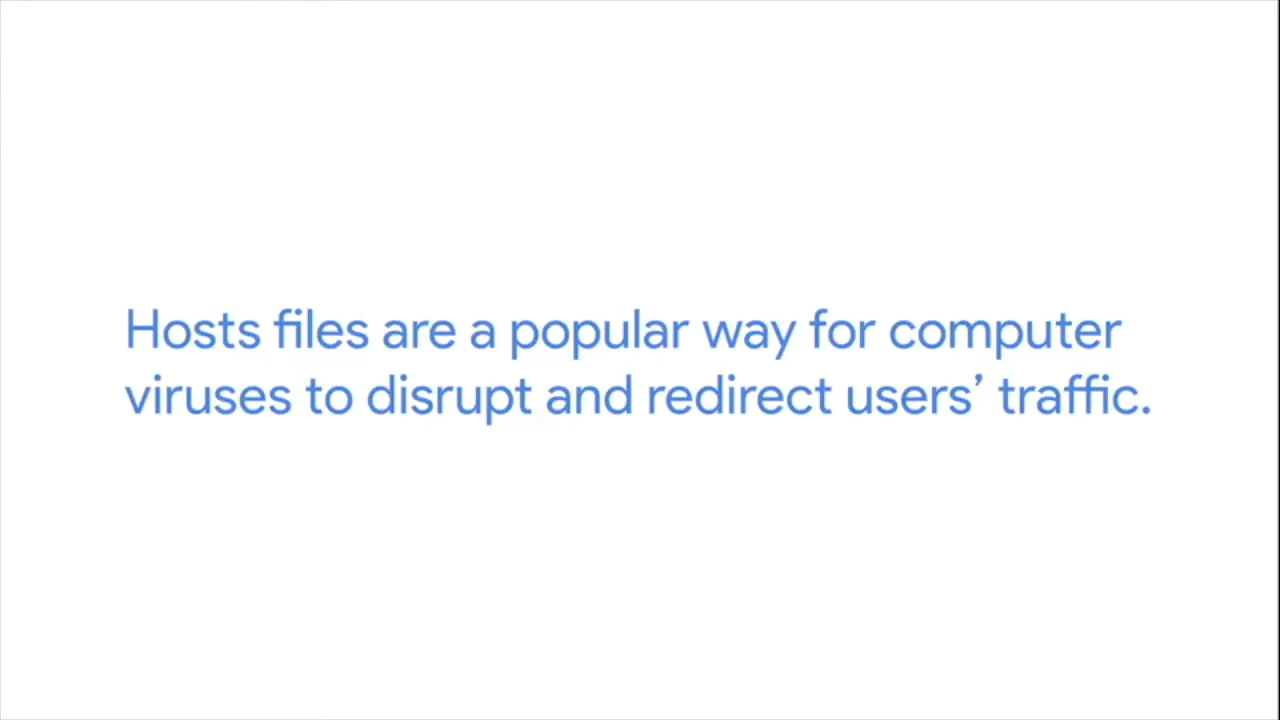 Hosts files are a popular way for computer
viruses to disrupt and redirect users’ traffic.